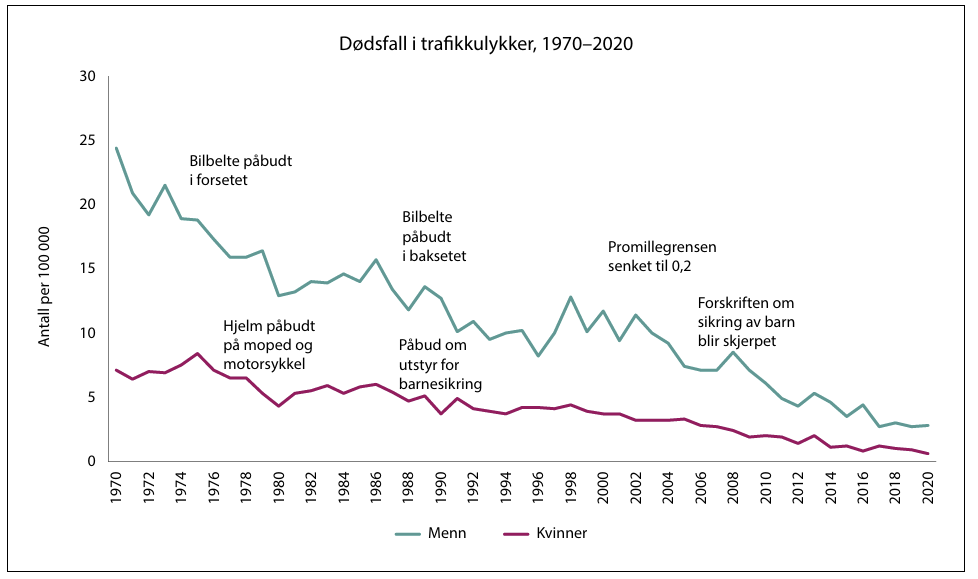 Dødsfall i trafikkulykker, 1970–2020
Antall per 100 000
30
25
20
15
10
5
0
Bilbelte påbudt
i forsetet
Hjelm påbudt
på moped og
motorsykkel
Bilbelte
påbudt
i baksetet
Påbud om
utstyr for
barnesikring
Promillegrensen
senket til 0,2
Forskriften om
sikring av barn
blir skjerpet
1970
1972
1974
1976
1978
1980
1982
1984
1986
1988
1990
1992
1994
1996
1998
2000
2002
2004
2006
2008
2010
2012
2014
2016
2018
2020
Menn
Kvinner